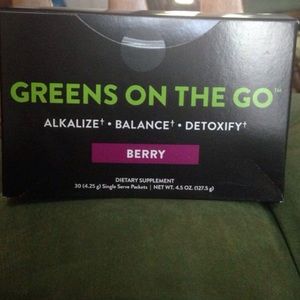 GREENS ON THE GO™
ALKALIZE† • BALANCE† • DETOXIFY†
BERRY
DIETARY SUPPLEMENT
30 (4.25 g) Single Serve Packets | NET WT. 4.5 OZ. (127.5 g)